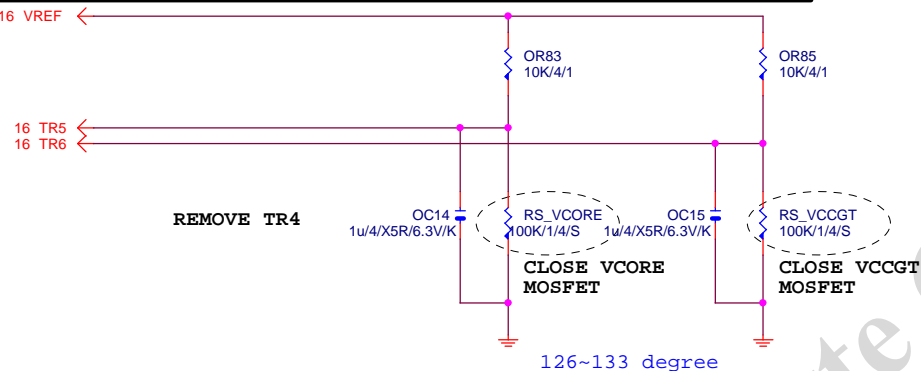 16 VREF
OR83
10K/4/1
OR85
10K/4/1
16 TR5
16 TR6
REMOVE TR4
OC14
1u/4/X5R/6.3V/K
RS_VCORE
100K/1/4/S
OC15
1u/4/X5R/6.3V/K
RS_VCCGT
100K/1/4/S
CLOSE VCORE
MOSFET
CLOSE VCCGT
MOSFET
126~133 degree